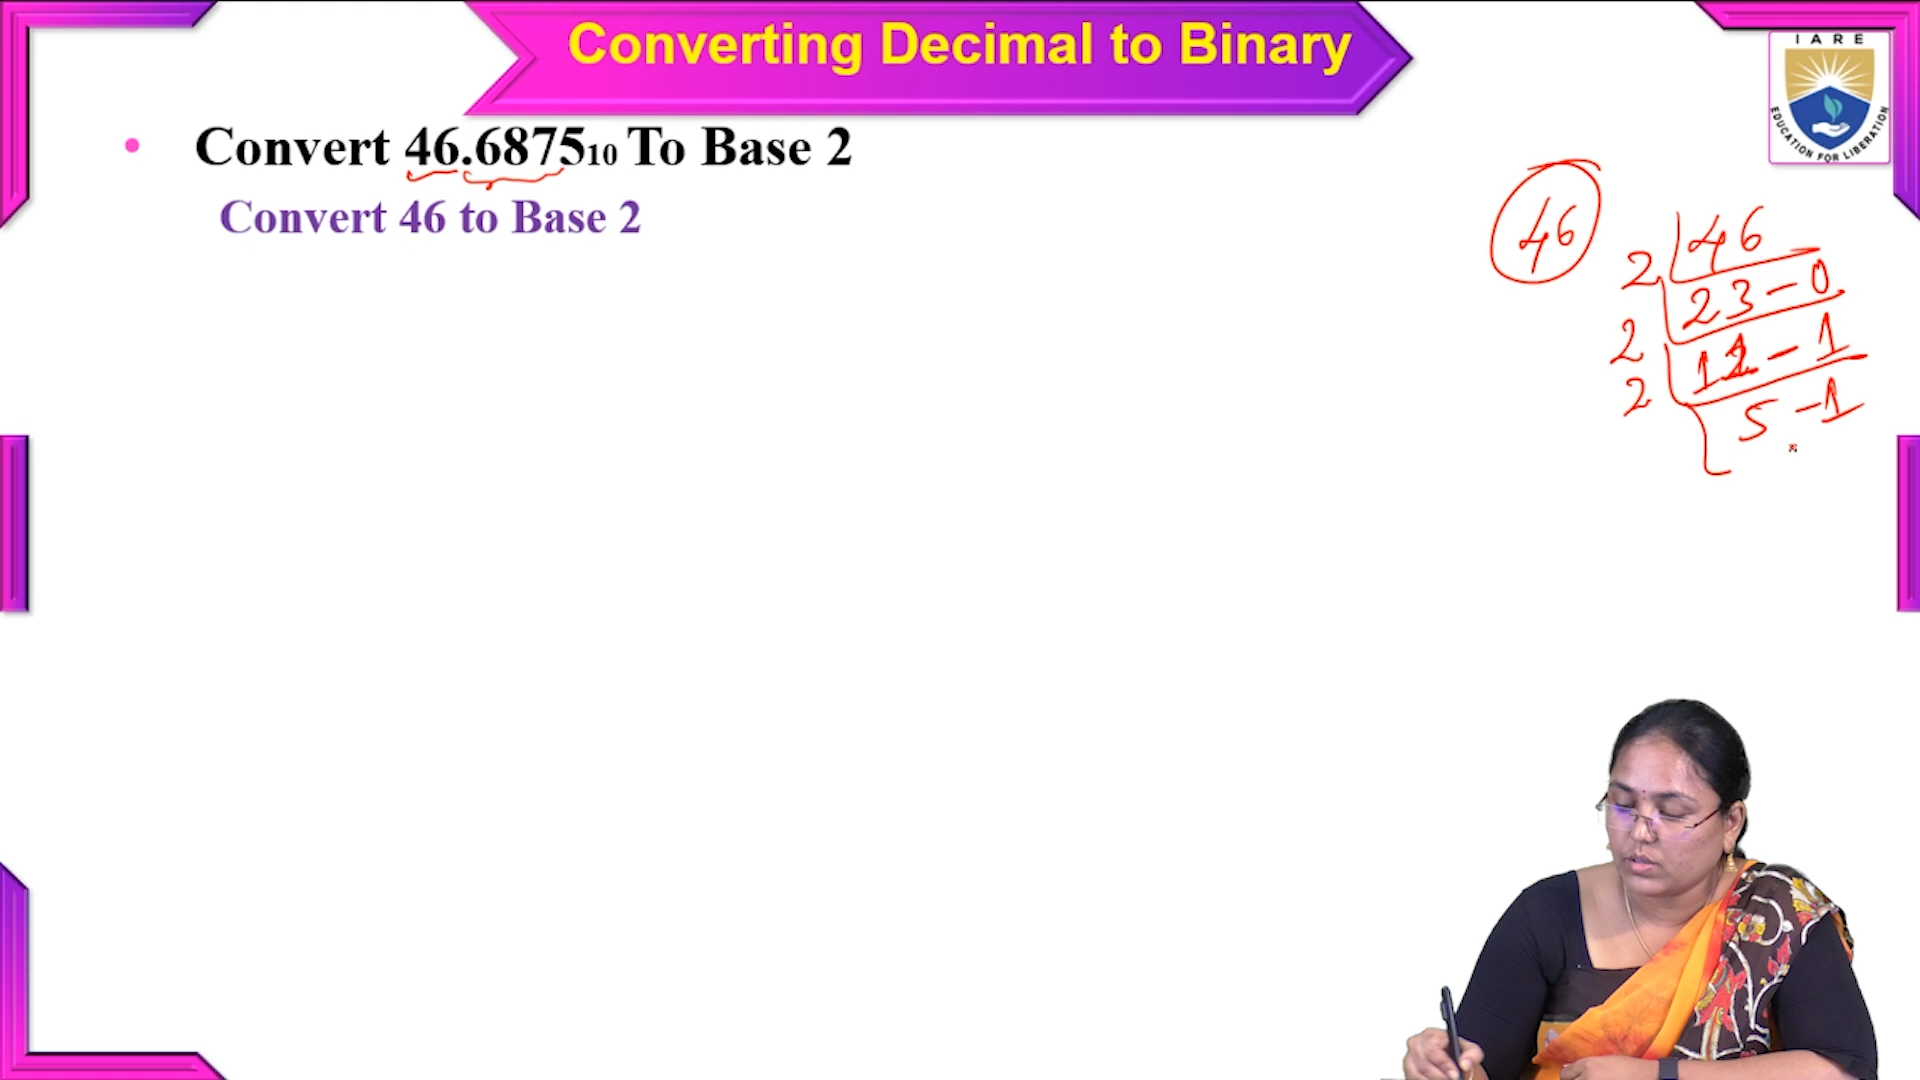 Converting Decimal to Binary
IARE
EDUCATION FOR LIBERATION
• Convert 46.6875₁₀ To Base 2
Convert 46 to Base 2
46
2 46
2 23 - 0
2 11 - 1
5 - 1